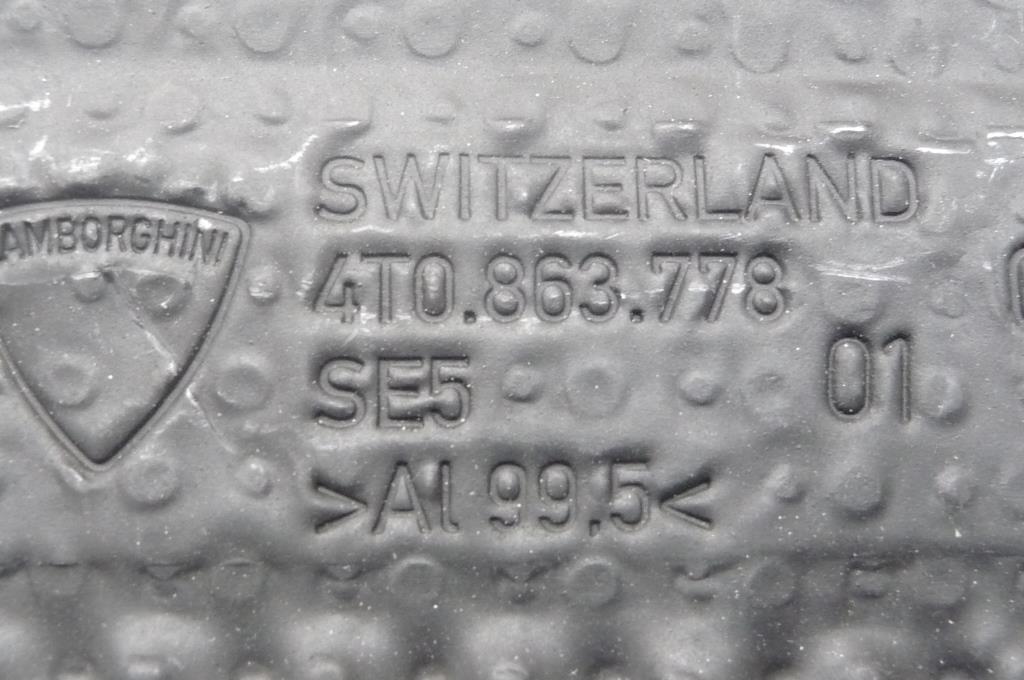 SWITZERLAND
AMBORGHINI
4T0.863.778
SE5
01
>Al 99,5<